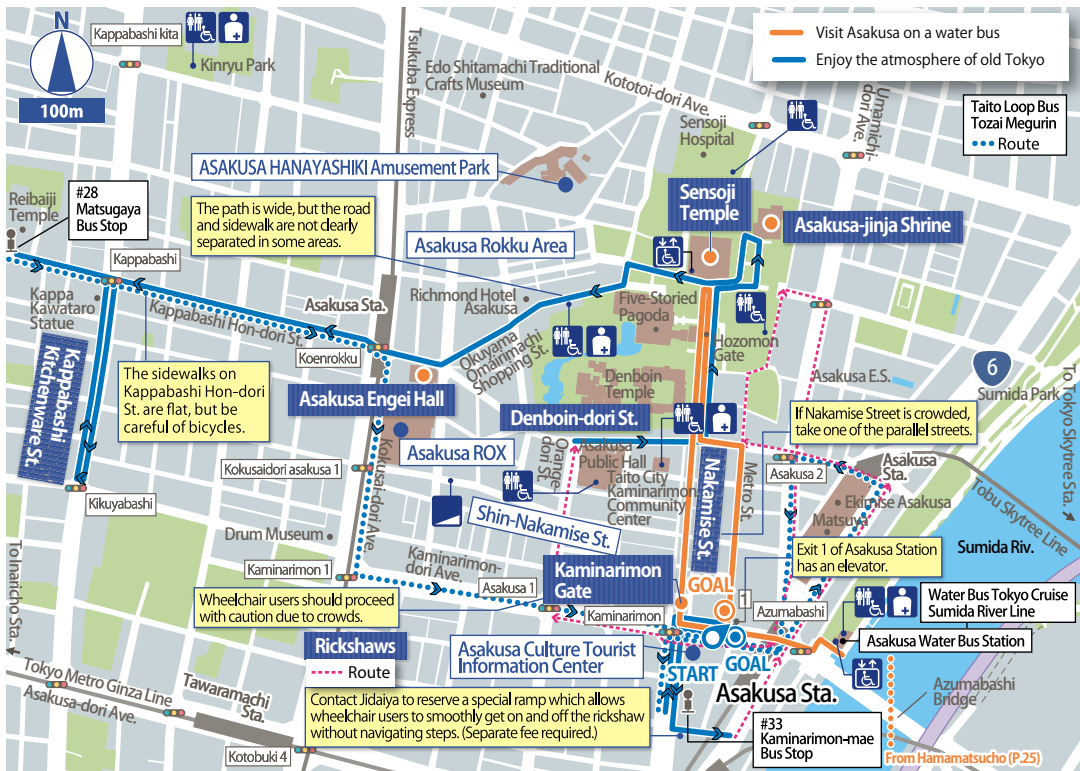 N
100m
Kappabashi kita
Kinryu Park
Tsukuba Express
Edo Shitamachi Traditional
Crafts Museum
Kototoi-dori Ave.
Umamichi-
dori Ave.
Visit Asakusa on a water bus
Enjoy the atmosphere of old Tokyo
Taito Loop Bus
Tozai Megurin
Route
Sensoji
Hospital
ASAKUSA HANAYASHIKI Amusement Park
Sensoji
Temple
Asakusa-jinja Shrine
Reibaiji
Temple
#28
Matsugaya
Bus Stop
The path is wide, but the road
and sidewalk are not clearly
separated in some areas.
Asakusa Rokku Area
Kappabashi
Kappa
Kawataro
Statue
Kappabashi Hon-dori St.
Asakusa Sta.
Richmond Hotel
Asakusa
Five-Storied
Pagoda
Hozomon
Gate
Koenrokku
Okuyama
Omairimachi
Shopping St.
Kappabashi
Kitchenware St.
The sidewalks on
Kappabashi Hon-dori
St. are flat, but be
careful of bicycles.
Asakusa Engei Hall
Denboin
Temple
Denboin-dori St.
Asakusa E.S.
6
Sumida Park
To Tokyo Skytree Sta.
If Nakamise Street is crowded,
take one of the parallel streets.
Asakusa ROX
Kokusaidori asakusa 1
Kokusai-dori Ave.
Orange-
dori St.
Asakusa
Public Hall
Taito City
Kaminarimon
Community
Center
Nakamise St.
Metro St.
Asakusa 2
Asakusa
Sta.
Ekimise Asakusa
Matsuya
Tobu Skytree Line
Kikuyabashi
Shin-Nakamise St.
Drum Museum
Kaminarimon 1
Kaminarimon-
dori Ave.
Asakusa 1
Kaminarimon
Gate
GOAL
1
Exit 1 of Asakusa Station
has an elevator.
Sumida Riv.
Wheelchair users should proceed
with caution due to crowds.
Kaminarimon
Azumabashi
Water Bus Tokyo Cruise
Sumida River Line
Asakusa Water Bus Station
To Inaricho Sta.
Rickshaws
Route
Asakusa Culture Tourist
Information Center
START
GOAL
Asakusa Sta.
Azumabashi
Bridge
Tokyo Metro Ginza Line
Asakusa-dori Ave.
Tawaramachi
Sta.
Contact Jidaiya to reserve a special ramp which allows
wheelchair users to smoothly get on and off the rickshaw
without navigating steps. (Separate fee required.)
#33
Kaminarimon-mae
Bus Stop
Kotobuki 4
From Hamamatsucho (P.25)